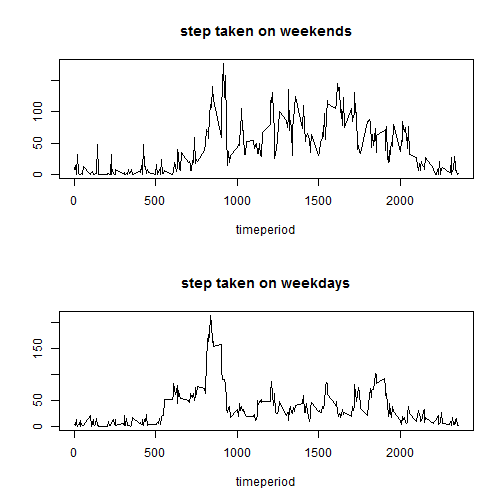 step taken on weekends
100
50
0
0 500 1000 1500 2000
timeperiod
step taken on weekdays
150
50
0
0 500 1000 1500 2000
timeperiod